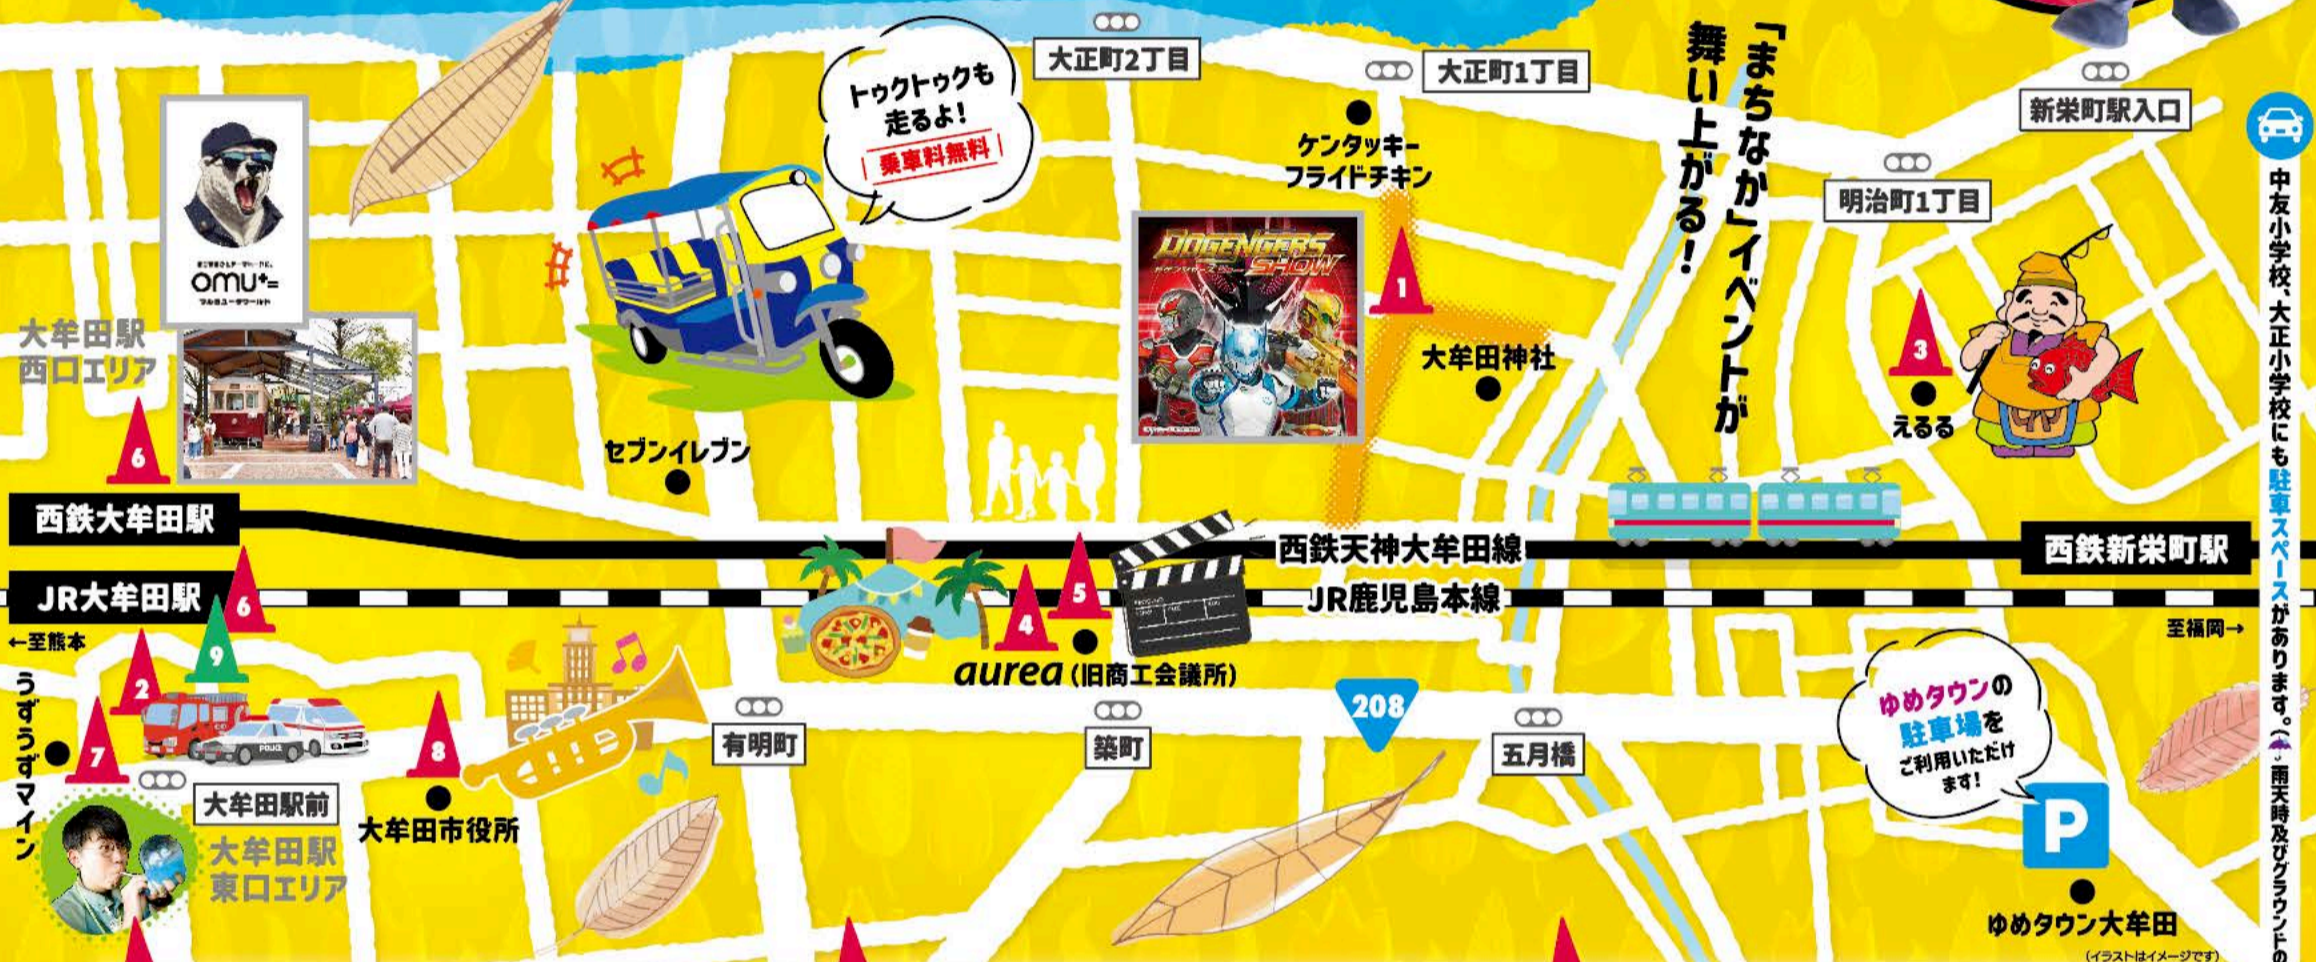 トゥクトゥクも
走るよ!
乗車料無料
大正町2丁目
大正町1丁目
ケンタッキー
フライドチキン
「まちなか」イベントが
舞い上がる!
新栄町駅入口
明治町1丁目
omu+=
大牟田駅
西口エリア
6
DOGENGERS
SHOW
1
大牟田神社
3
えるる
セブンイレブン
西鉄大牟田駅
西鉄天神大牟田線
西鉄新栄町駅
JR大牟田駅
JR鹿児島本線
←至熊本
至福岡→
6
9
2
7
8
4
5
aurea(旧商工会議所)
うずうずマイン
POLICE
大牟田駅前
大牟田駅
東口エリア
大牟田市役所
有明町
築町
208
五月橋
ゆめタウンの
駐車場を
ご利用いただけ
ます!
P
ゆめタウン大牟田
(イラストはイメージです)
中友小学校、大正小学校にも駐車スペースがあります。(雨天時及びグラウンドの